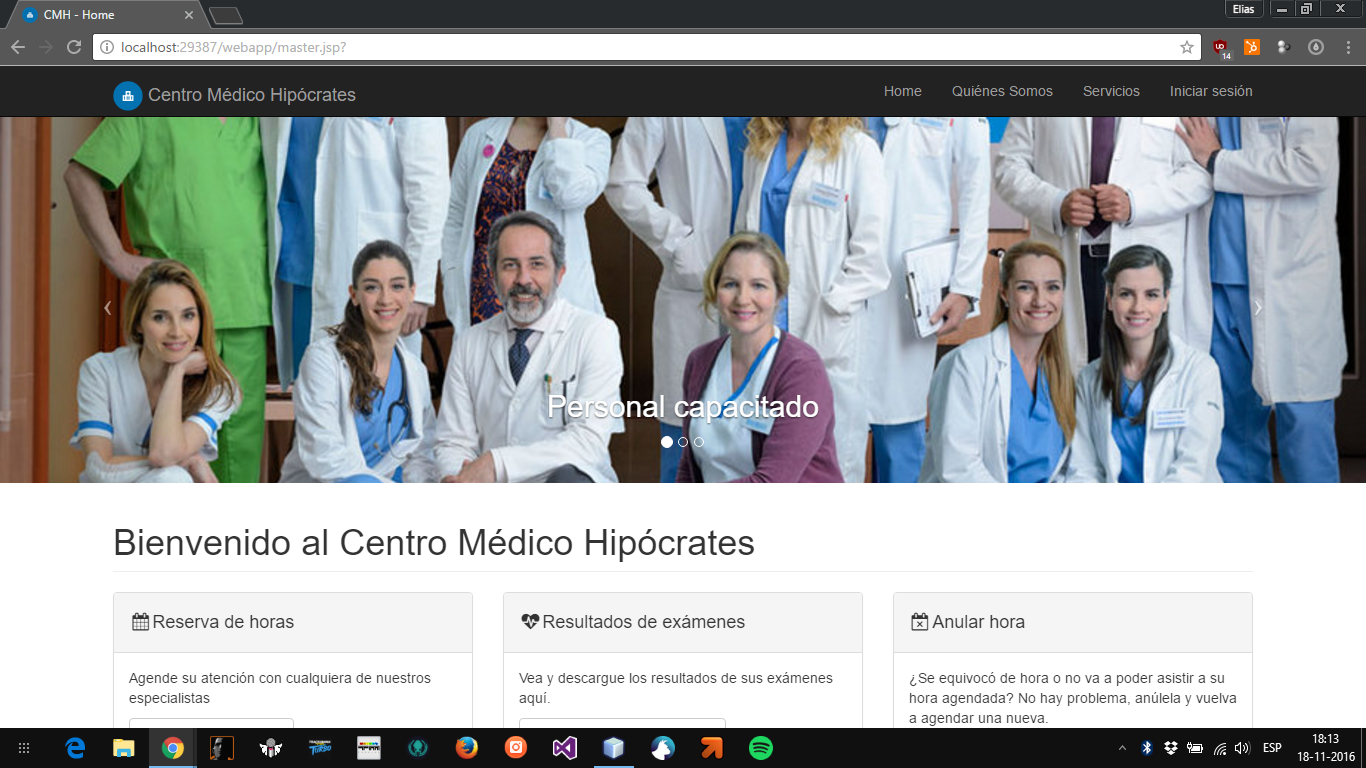 CMH - Home
Elias
localhost:29387/webapp/master.jsp?
14
Centro Médico Hipócrates
Home
Quiénes Somos
Servicios
Iniciar sesión
Personal capacitado
Bienvenido al Centro Médico Hipócrates
Reserva de horas
Agende su atención con cualquiera de nuestros
especialistas
Resultados de exámenes
Vea y descargue los resultados de sus exámenes
aquí.
Anular hora
¿Se equivocó de hora o no va a poder asistir a su
hora agendada? No hay problema, anúlela y vuelva
a agendar una nueva.
ESP
18:13
18-11-2016